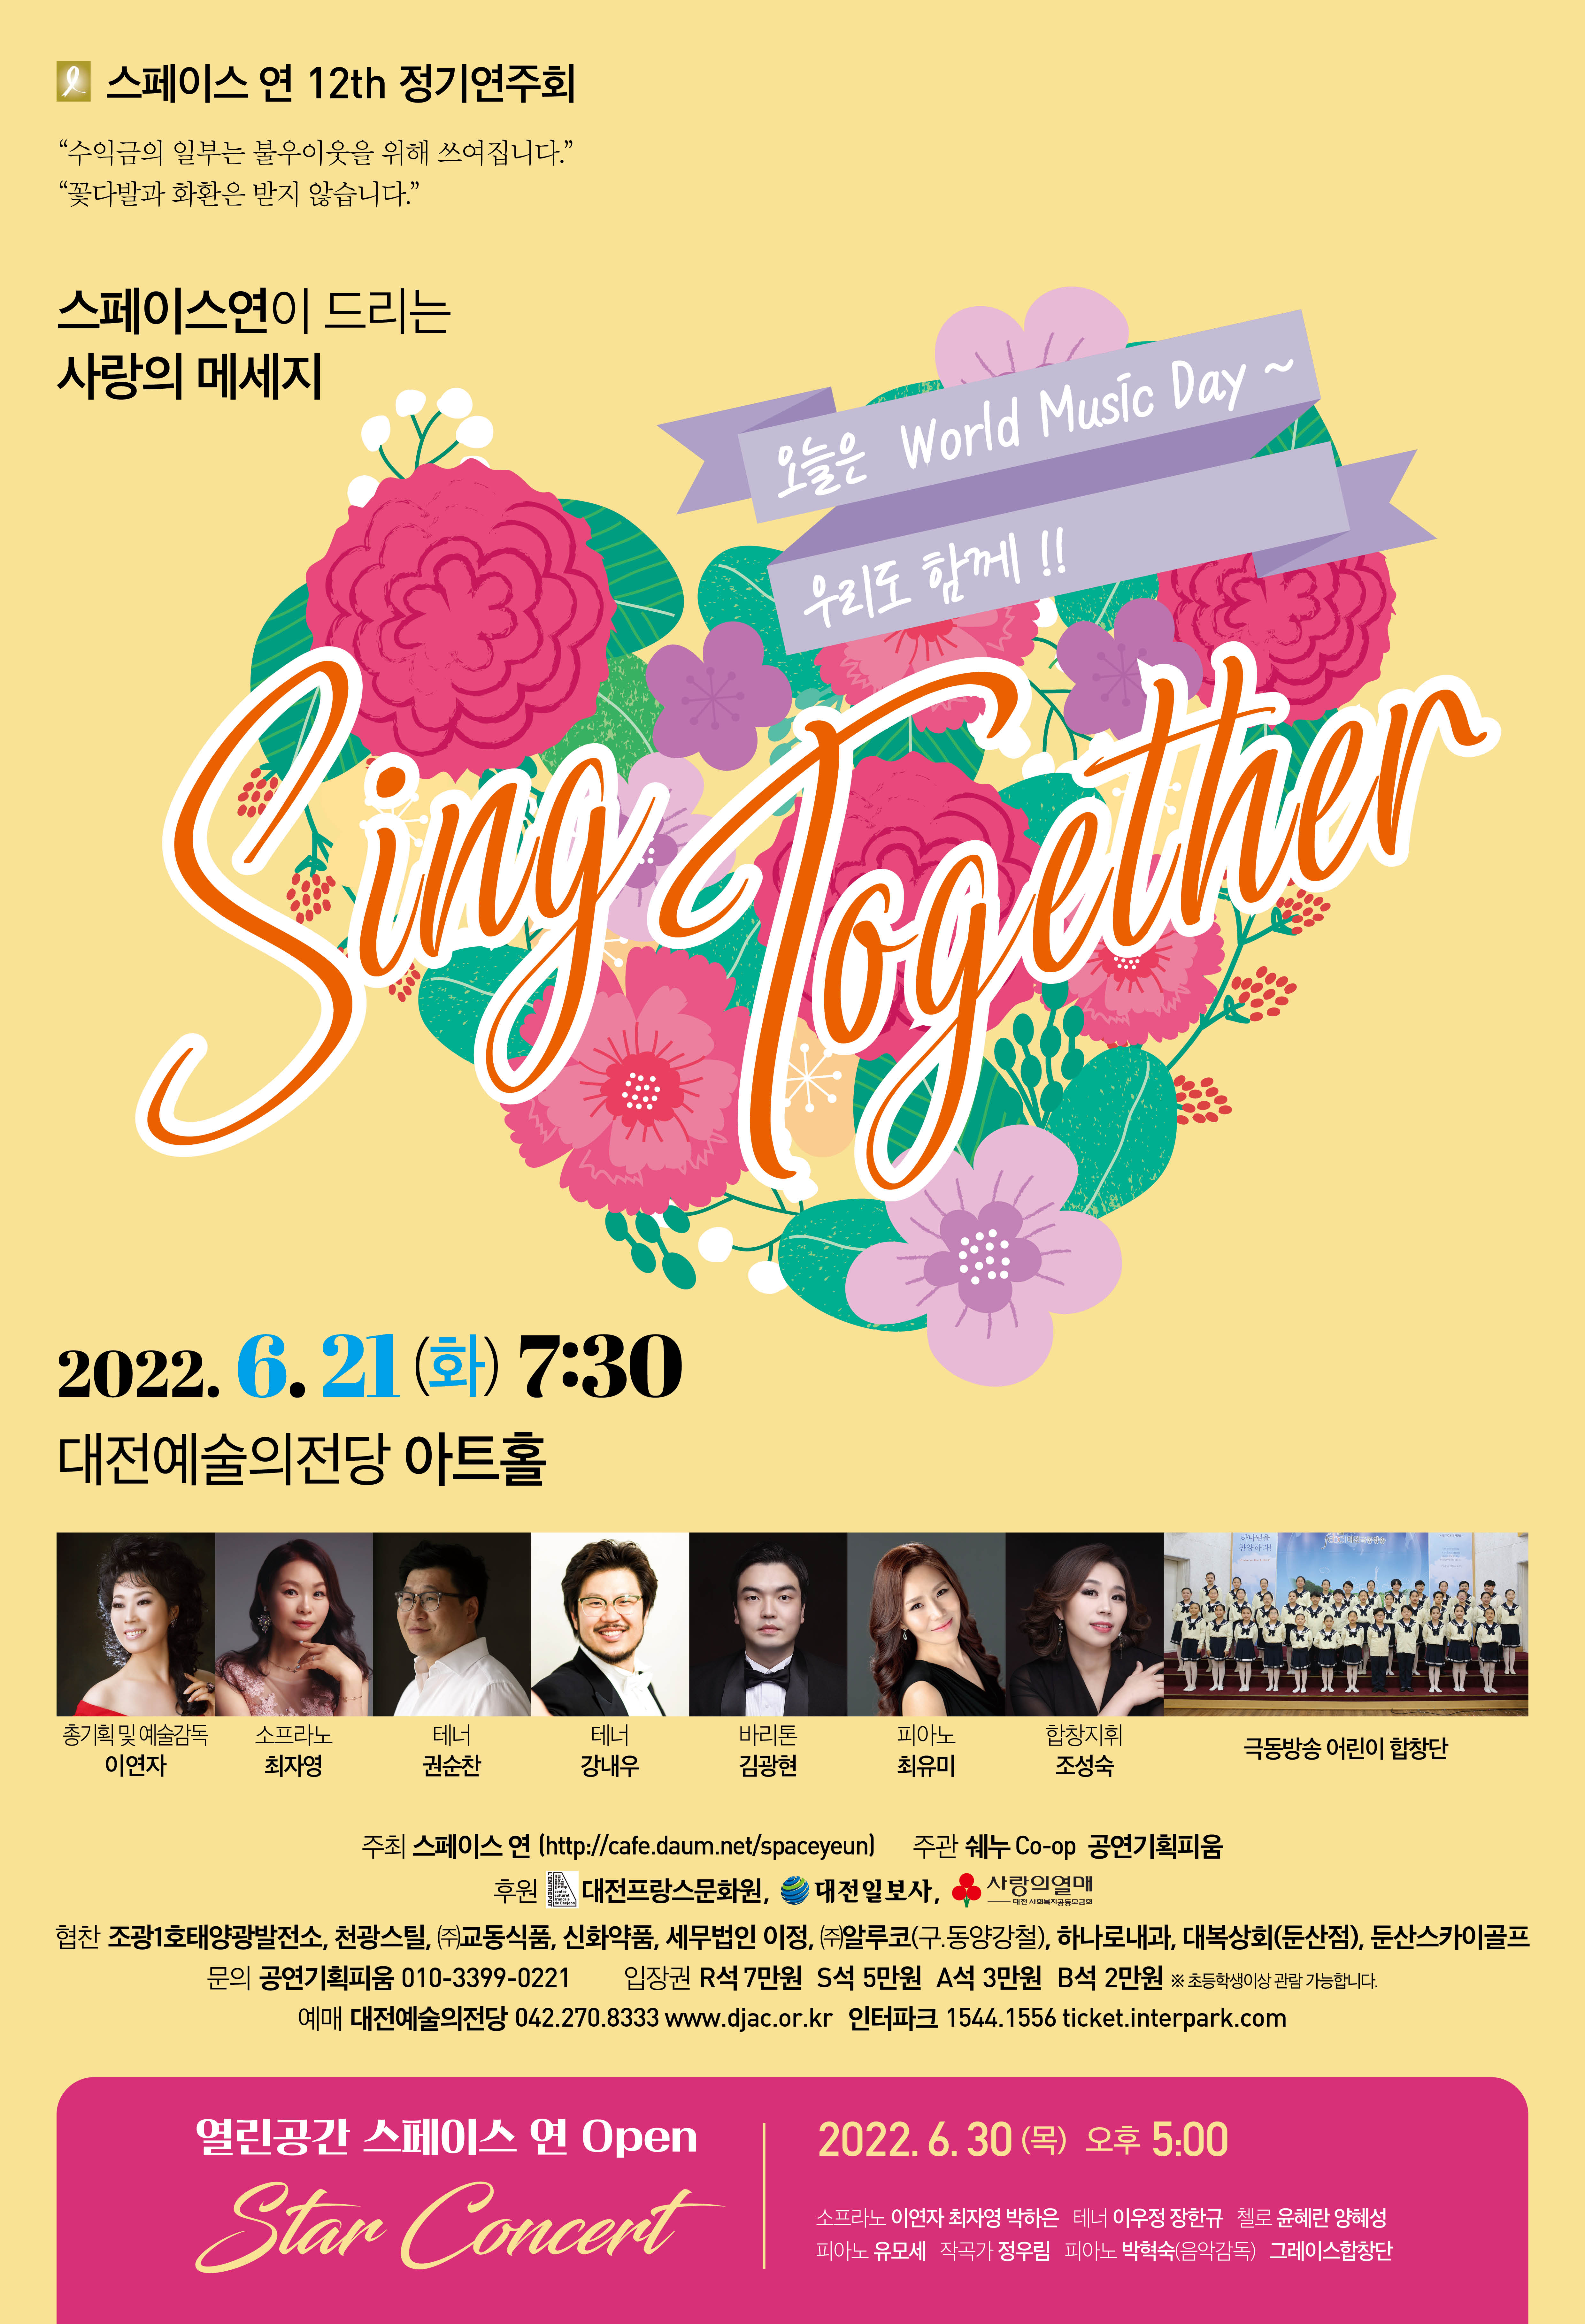 스페이스 연 12th 정기연주회
“수익금의 일부는 불우이웃을 위해 쓰여집니다.”
“꽃다발과 화환은 받지 않습니다.”
스페이스연이 드리는
사랑의 메세지
오늘은 World Music Day ~
우리도 함께 !!
Sing Together
2022. 6. 21 (화) 7:30
대전예술의전당 아트홀
하나님을
찬양하라!
총기획 및 예술감독 소프라노 테너 테너 바리톤 피아노 합창지휘
이연자 최자영 권순찬 강내우 김광현 최유미 조성숙
극동방송 어린이 합창단
주최 스페이스 연 (http://cafe.daum.net/spaceyeun) 주관 쉐누 Co-op 공연기획피움
후원 L'ENTREPOT 대전프랑스문화원, 대전일보사, 사랑의열매
대전 사회복지공동모금회
협찬 조광1호태양광발전소, 천광스틸, ㈜교동식품, 신화약품, 세무법인 이정, ㈜알루코(구.동양강철), 하나로내과, 대복상회(둔산점), 둔산스카이골프
문의 공연기획피움 010-3399-0221 입장권 R석 7만원 S석 5만원 A석 3만원 B석 2만원 ※ 초등학생이상 관람 가능합니다.
예매 대전예술의전당 042.270.8333 www.djac.or.kr 인터파크 1544.1556 ticket.interpark.com
열린공간 스페이스 연 Open
Star Concert
2022. 6. 30 (목) 오후 5:00
소프라노 이연자 최자영 박하은 테너 이우정 장한규 첼로 윤혜란 양혜성
피아노 유모세 작곡가 정우림 피아노 박혁숙(음악감독) 그레이스합창단